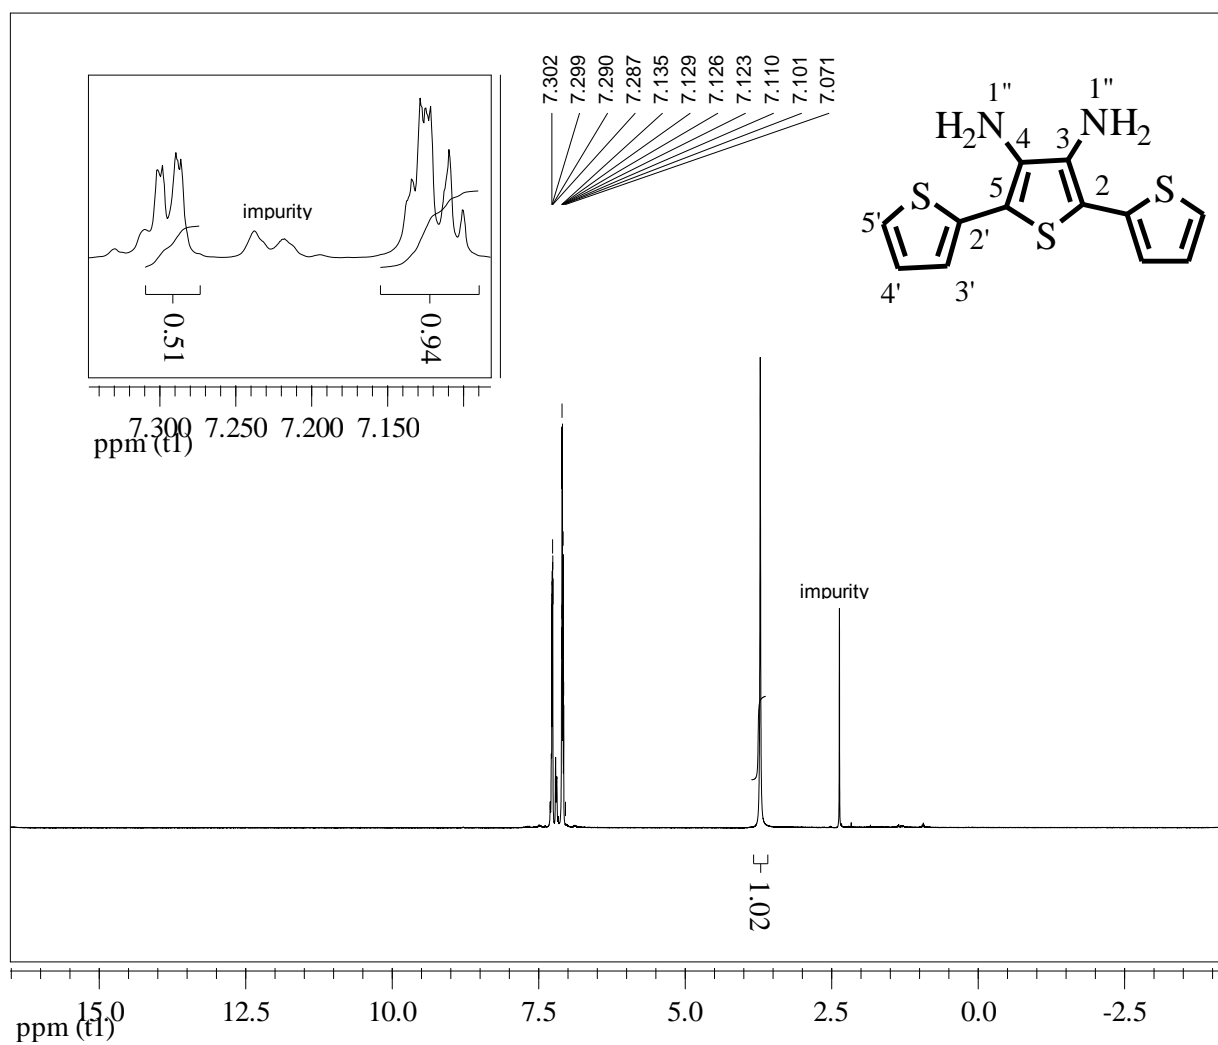 7.302
7.299
7.290
7.287
7.135
7.129
7.126
7.123
7.110
7.101
7.071
impurity
0.51
0.94
7.300 7.250 7.200 7.150
ppm (t1)
1" 1"
H2N NH2
4 3
S 5 2 S
5' 2' S
4' 3'
impurity
1.02
15.0 12.5 10.0 7.5 5.0 2.5 0.0 -2.5
ppm (t1)